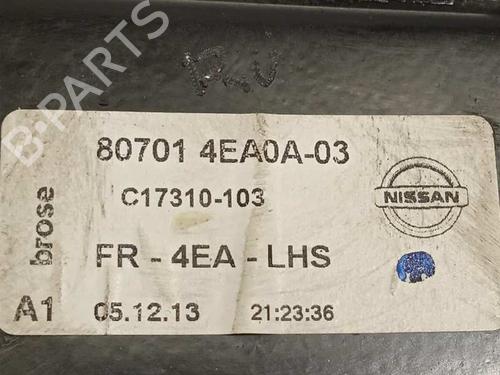 B-PARTS
80701 4EA0A-03
C17310-103
NISSAN
FR - 4EA - LHS
brose
A1 05.12.13 21:23:36